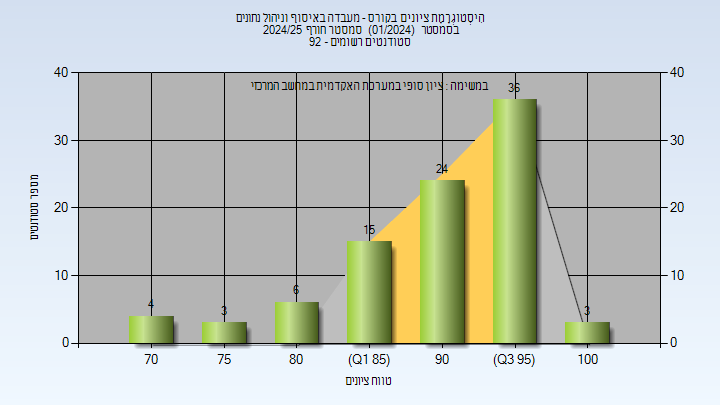 היסטוגרמת ציונים בקורס - מעבדה באיסוף וניהול נתונים
בסמסטר (01/2024) סמסטר חורף 2024/25
סטודנטים רשומים - 92
במשימה : ציון סופי במערכת האקדמית במחשב המרכזי
מספר סטודנטים
40
30
20
10
0
40
30
20
10
0
4
3
6
15
24
36
3
70
75
80
(Q1 85)
90
(Q3 95)
100
טווח ציונים